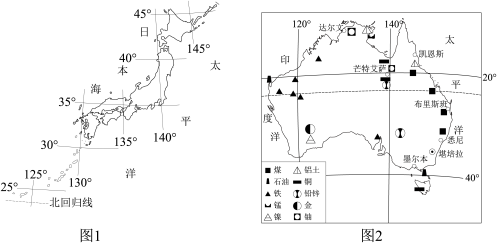 45°
日
145°
太
40°
本
海
35°
平
135°
140°
30°
洋
130°
125°
25°
北回归线
图1
120°
140°
达尔文
太
印
凯恩斯
芒特艾萨
20°
平
度
布里斯班
洋
洋
悉尼
堪培拉
墨尔本
40°
煤
铝土
石油
铜
铁
铅锌
锰
金
镍
铀
图2